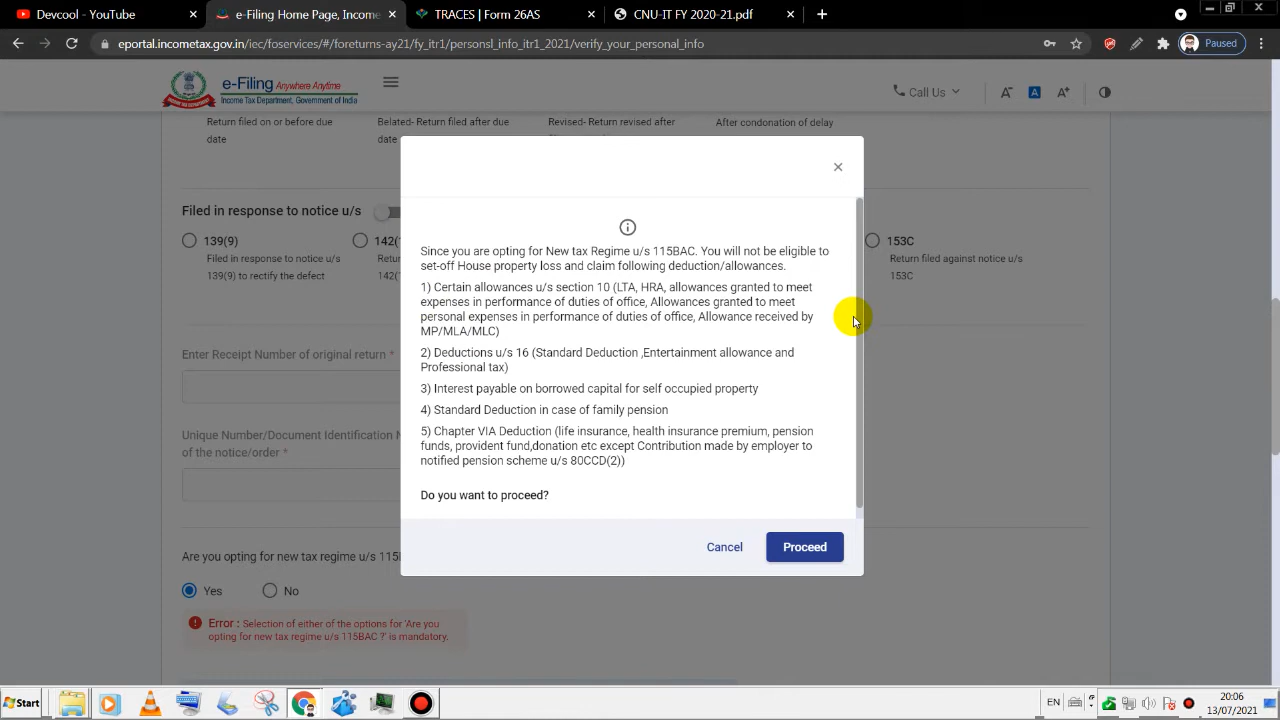 Devcool - YouTube
e-Filing Home Page, Income
TRACES | Form 26AS
CNU-IT FY 2020-21.pdf
eportal.incometax.gov.in/iec/foservices/#/foreturns-ay21/fy_itr1/personsl_info_itr1_2021/verify_your_personal_info
Paused
e-Filing Anywhere Anytime
Income Tax Department, Government of India
Call Us
A-
A
A+
Return filed on or before due
date
Belated- Return filed after due
date
Revised- Return revised after
After condonation of delay
Filed in response to notice u/s
139(9)
Filed in response to notice u/s
139(9) to rectify the defect
142(1
153C
Return filed against notice u/s
153C
Enter Receipt Number of original return *
Unique Number/Document Identification N
of the notice/order *
Are you opting for new tax regime u/s 115
Yes
No
Error : Selection of either of the options for 'Are you
opting for new tax regime u/s 115BAC ?' is mandatory.
Since you are opting for New tax Regime u/s 115BAC. You will not be eligible to
set-off House property loss and claim following deduction/allowances.
1) Certain allowances u/s section 10 (LTA, HRA, allowances granted to meet
expenses in performance of duties of office, Allowances granted to meet
personal expenses in performance of duties of office, Allowance received by
MP/MLA/MLC)
2) Deductions u/s 16 (Standard Deduction ,Entertainment allowance and
Professional tax)
3) Interest payable on borrowed capital for self occupied property
4) Standard Deduction in case of family pension
5) Chapter VIA Deduction (life insurance, health insurance premium, pension
funds, provident fund,donation etc except Contribution made by employer to
notified pension scheme u/s 80CCD(2))
Do you want to proceed?
Cancel
Proceed
Start
EN
20:06
13/07/2021